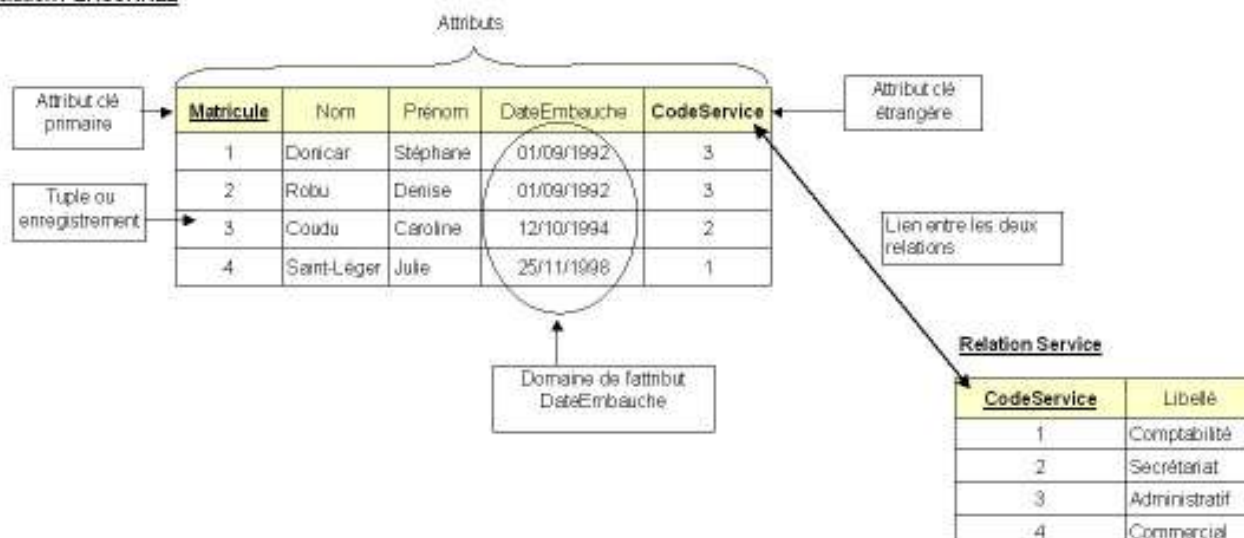 Attributs
Attribut clé
primaire
Attribut clé
étrangère
Matricule Nom Prénom DateEmbauche CodeService
1 Donicar Stéphane 01/09/1992 3
2 Robu Denise 01/09/1992 3
Tuple ou
enregistrement
3 Coudu Caroline 12/10/1994 2
4 Saint-Léger Julie 25/11/1998 1
Lien entre les deux
relations
Domaine de l'attribut
DateEmbauche
Relation Service
CodeService Libellé
1 Comptabilité
2 Secrétariat
3 Administratif
4 Commercial